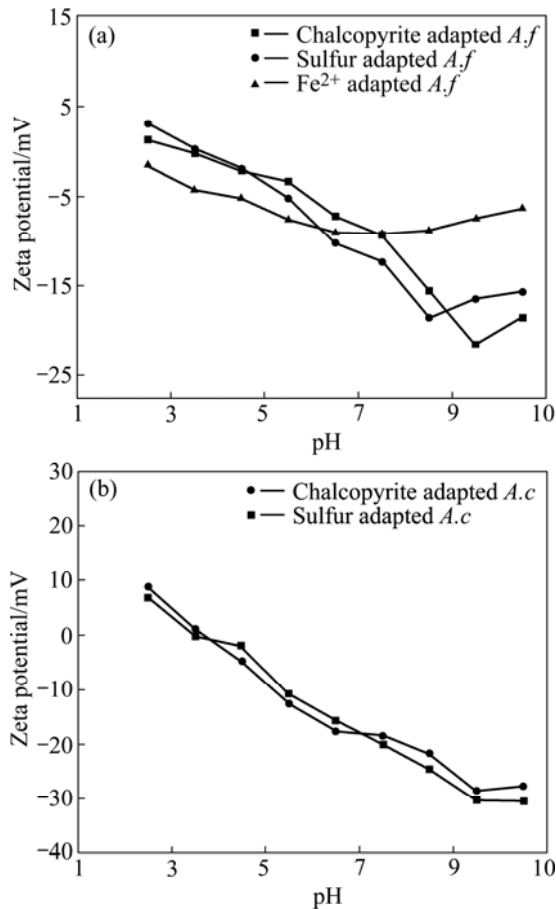 (a)
Chalcopyrite adapted A.f
Sulfur adapted A.f
Fe2+ adapted A.f
15
5
−5
−15
−25
Zeta potential/mV
1 3 5 7 9 10
pH
(b)
Chalcopyrite adapted A.c
Sulfur adapted A.c
30
20
10
0
−10
−20
−30
−40
Zeta potential/mV
1 3 5 7 9 10
pH